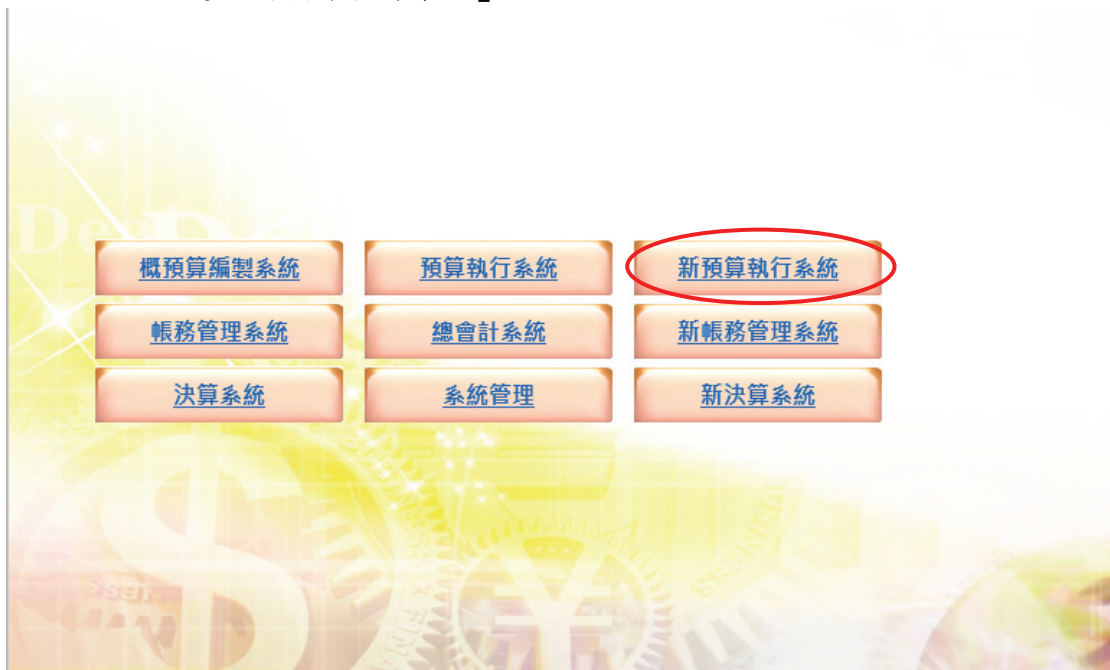 概預算編製系統 預算執行系統 新預算執行系統
帳務管理系統 總會計系統 新帳務管理系統
決算系統 系統管理 新決算系統